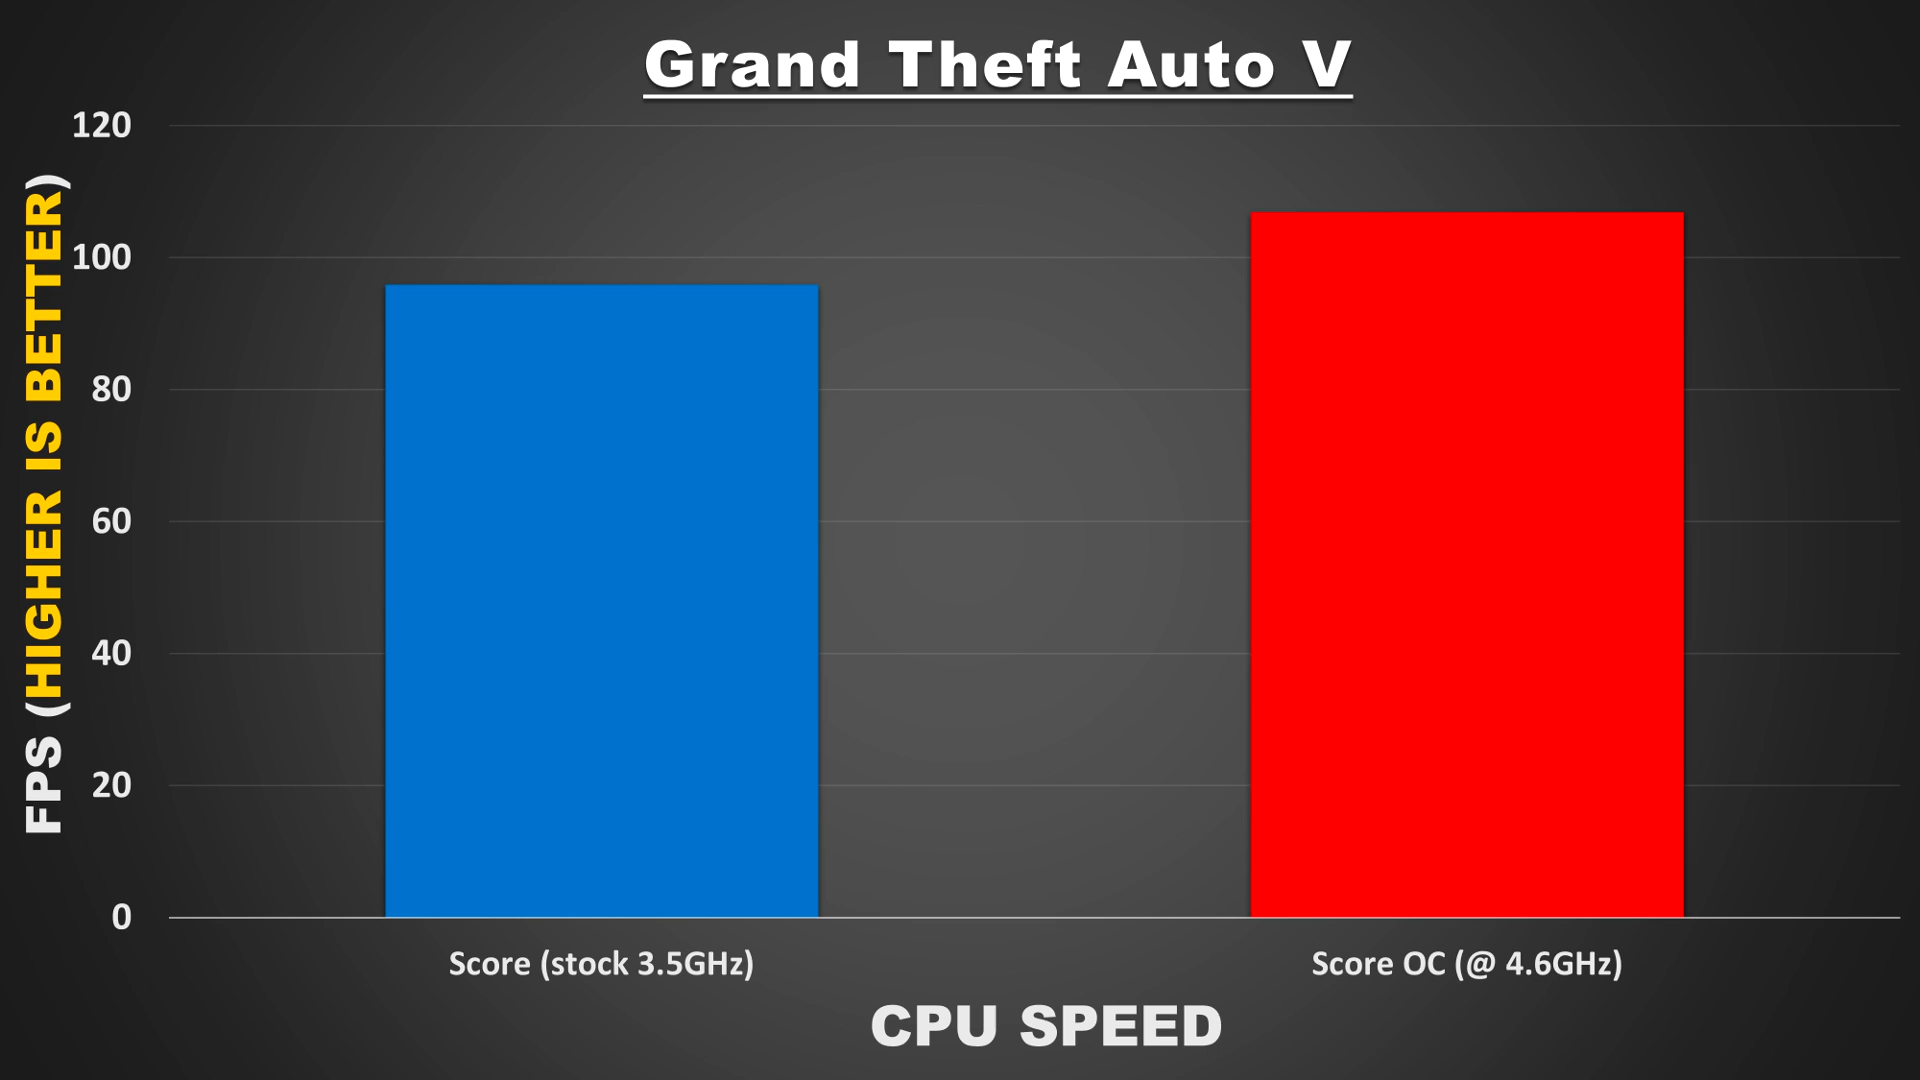 Grand Theft Auto V
FPS (HIGHER IS BETTER)
120
100
80
60
40
20
0
Score (stock 3.5GHz)
Score OC (@ 4.6GHz)
CPU SPEED